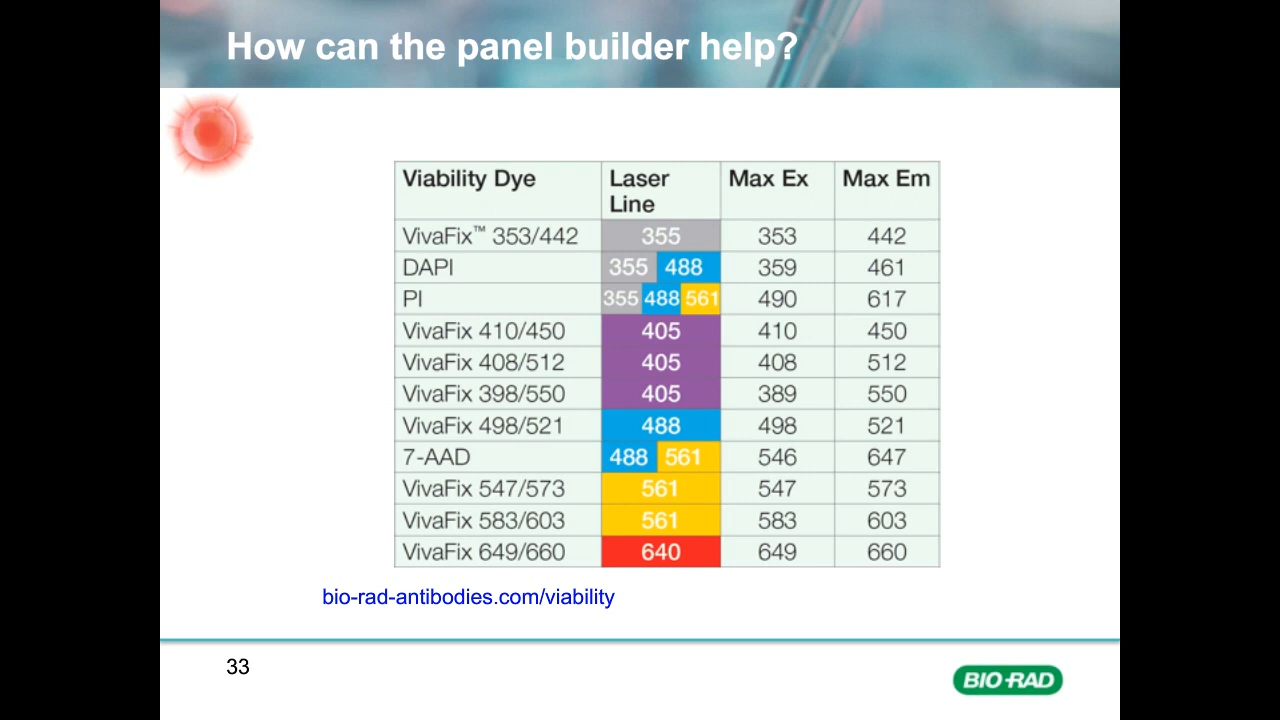 How can the panel builder help?
Viability Dye Laser Line Max Ex Max Em
VivaFix™ 353/442 355 353 442
DAPI 355 488 359 461
PI 355 488 561 490 617
VivaFix 410/450 405 410 450
VivaFix 408/512 405 408 512
VivaFix 398/550 405 389 550
VivaFix 498/521 488 498 521
7-AAD 488 561 546 647
VivaFix 547/573 561 547 573
VivaFix 583/603 561 583 603
VivaFix 649/660 640 649 660
bio-rad-antibodies.com/viability
33
BIO-RAD